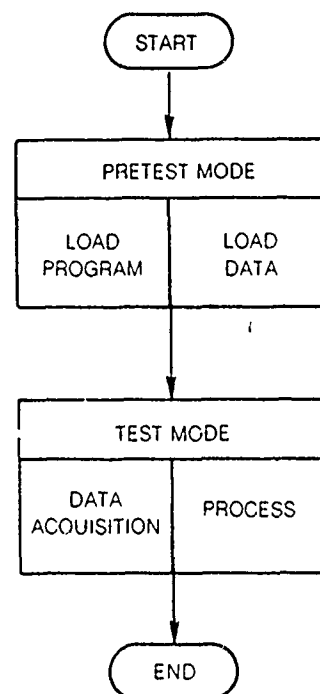 START
PRETEST MODE
LOAD
PROGRAM
LOAD
DATA
TEST MODE
DATA
ACQUISITION
PROCESS
END